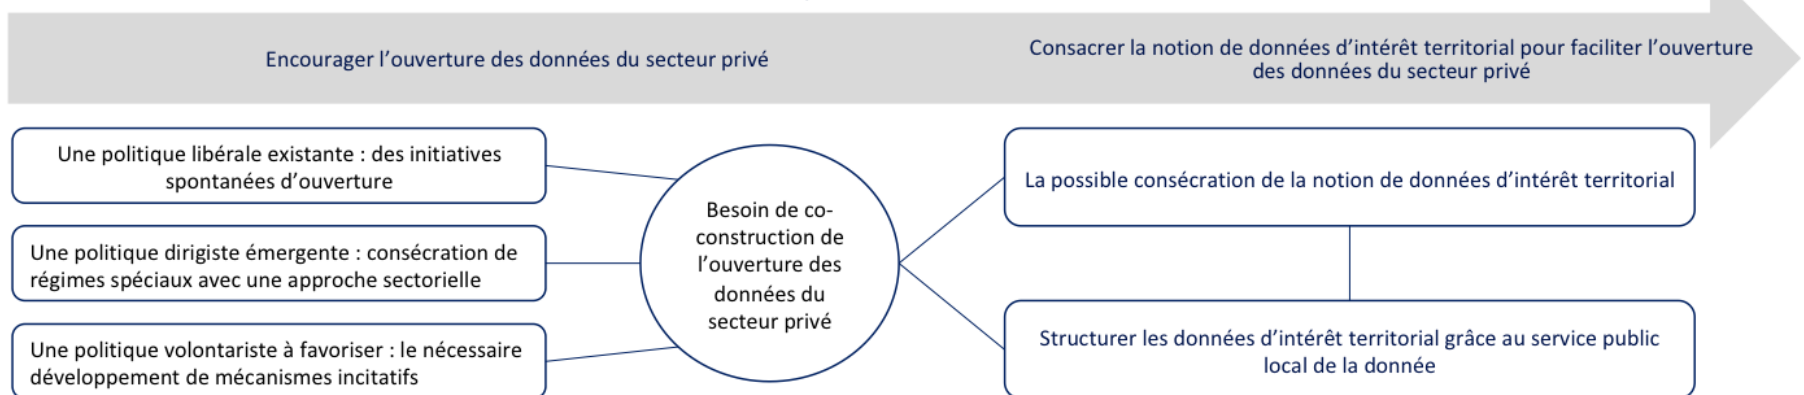 Encourager l’ouverture des données du secteur privé
Consacrer la notion de données d’intérêt territorial pour faciliter l’ouverture
des données du secteur privé
Une politique libérale existante : des initiatives
spontanées d’ouverture
Une politique dirigiste émergente : consécration de
régimes spéciaux avec une approche sectorielle
Une politique volontariste à favoriser : le nécessaire
développement de mécanismes incitatifs
Besoin de co-
construction de
l’ouverture des
données du
secteur privé
La possible consécration de la notion de données d’intérêt territorial
Structurer les données d’intérêt territorial grâce au service public
local de la donnée